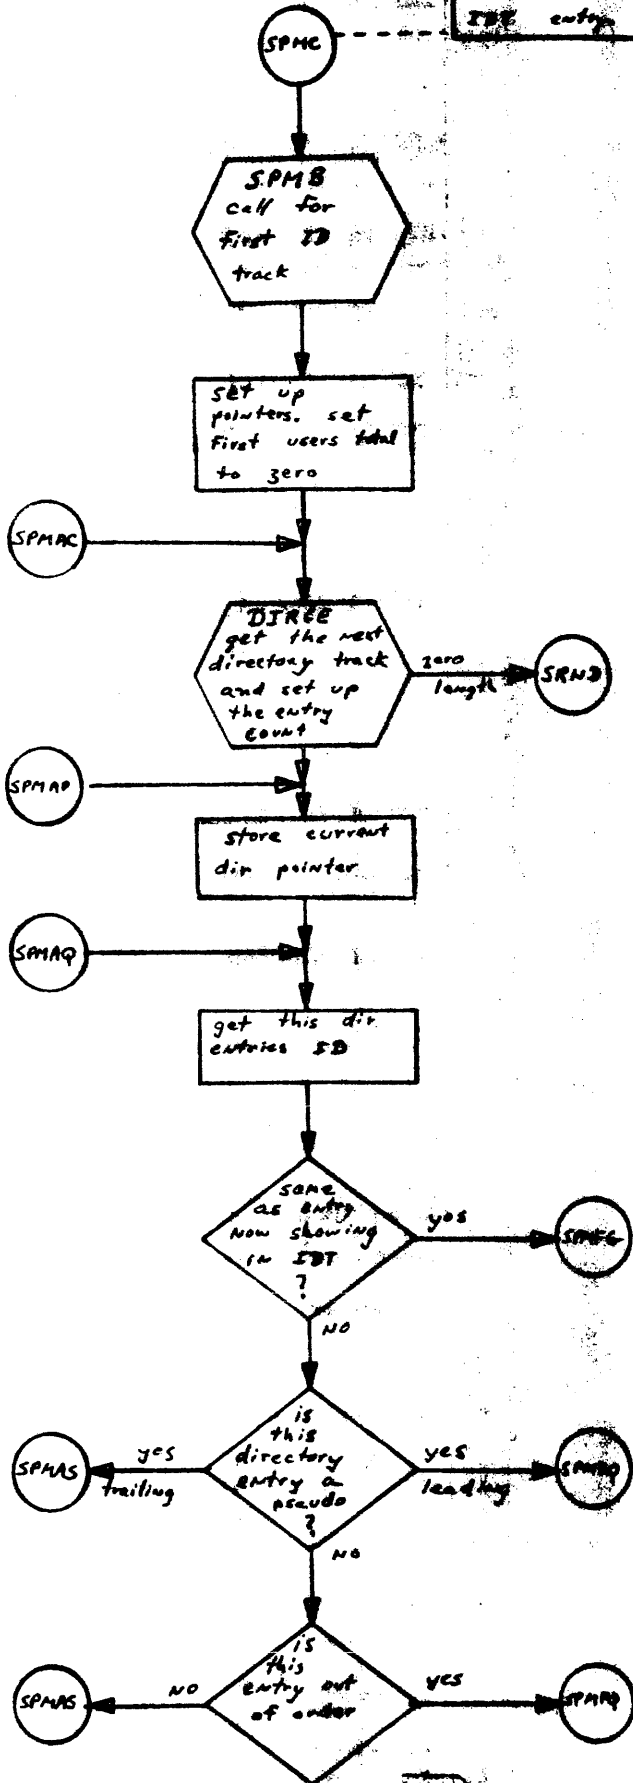 SPMC
entry
SPMB
call for
first ID
track
set up
pointers. set
first users total
to zero
SPMAC
DIREE
get the next
directory track
and set up
the entry
count
zero
length
SRND
SPMAP
store current
dir pointer
SPMAQ
get this dir
entries ID
same
as entry
now showing
in IDT
?
yes
NO
is
this
directory
entry a
pseudo
?
yes
trailing
SPMAS
yes
leading
NO
is
this
entry out
of order
NO
SPMAS
yes